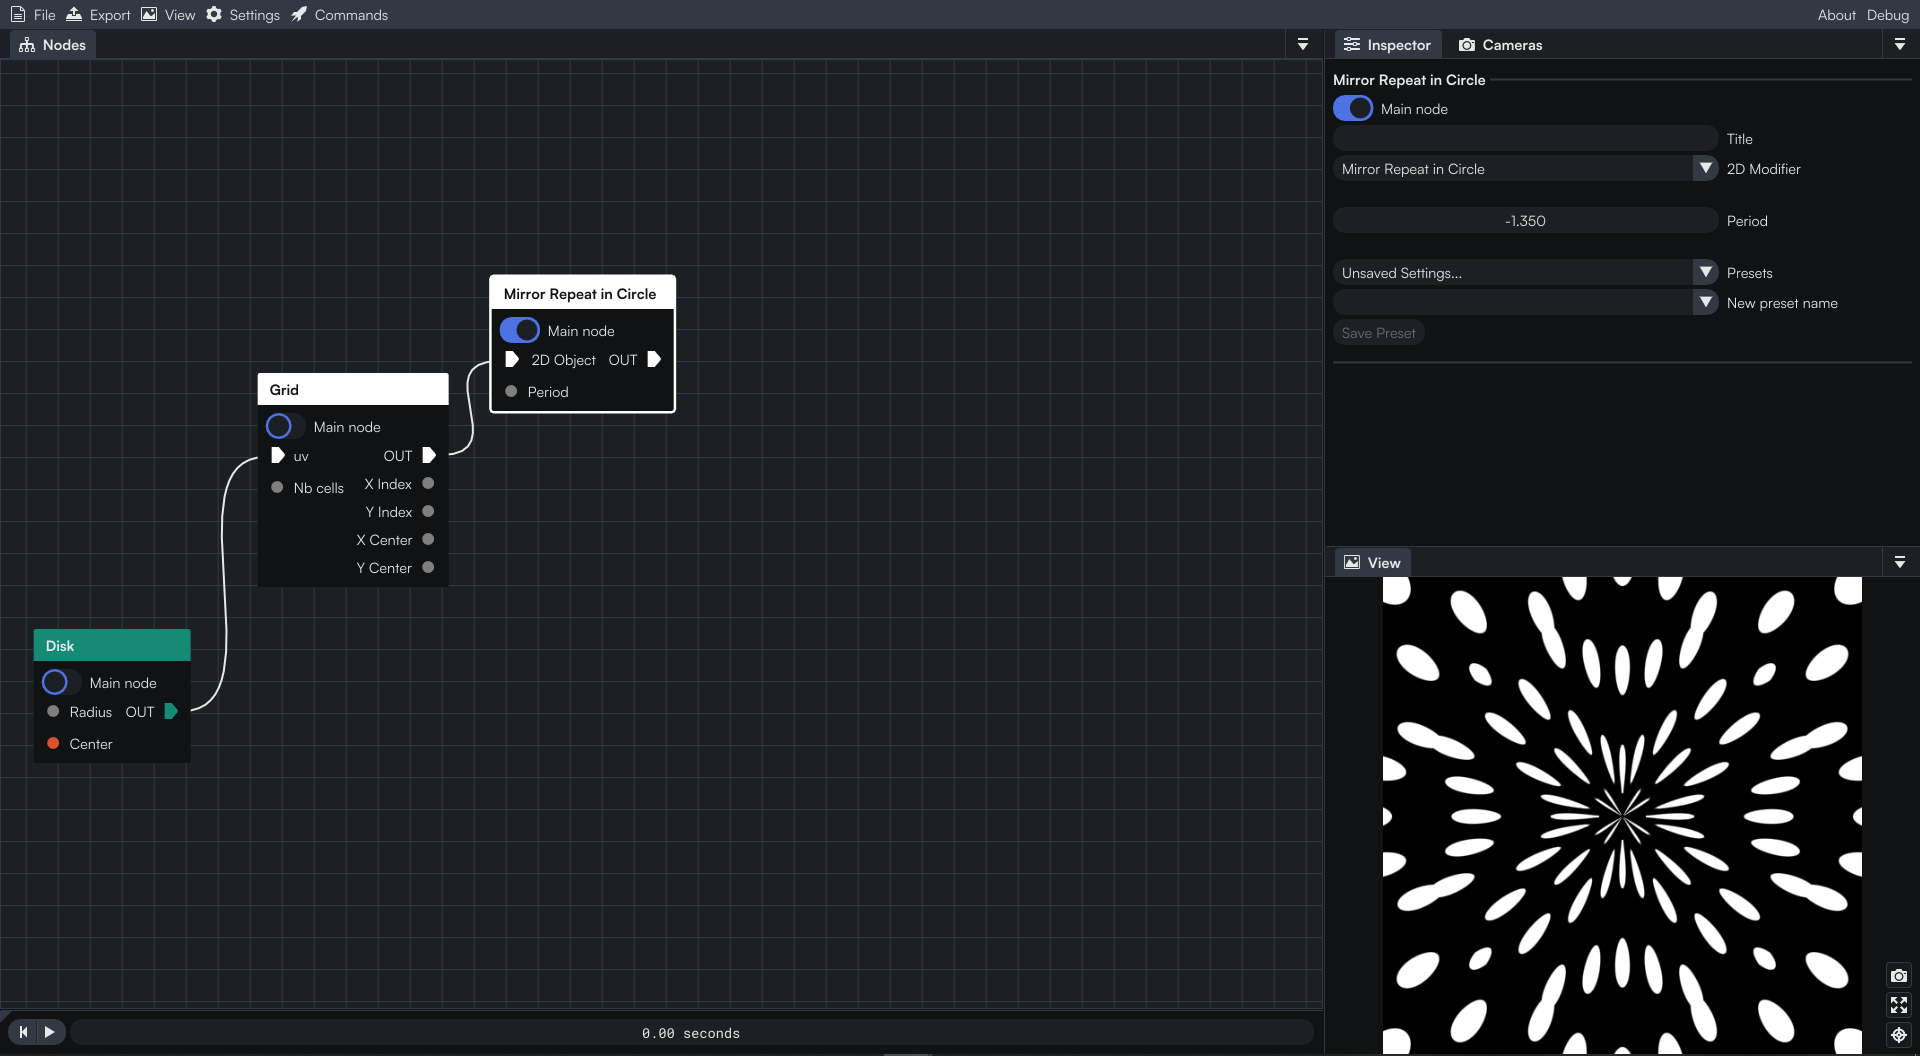 File Export View Settings Commands About Debug
Nodes
Inspector Cameras
Mirror Repeat in Circle
Main node
Title
Mirror Repeat in Circle 2D Modifier
-1.350 Period
Unsaved Settings... Presets
New preset name
Save Preset
Mirror Repeat in Circle
Main node
2D Object OUT
Period
Grid
Main node
uv OUT
Nb cells X Index
Y Index
X Center
Y Center
Disk
Main node
Radius OUT
Center
View
0.00 seconds